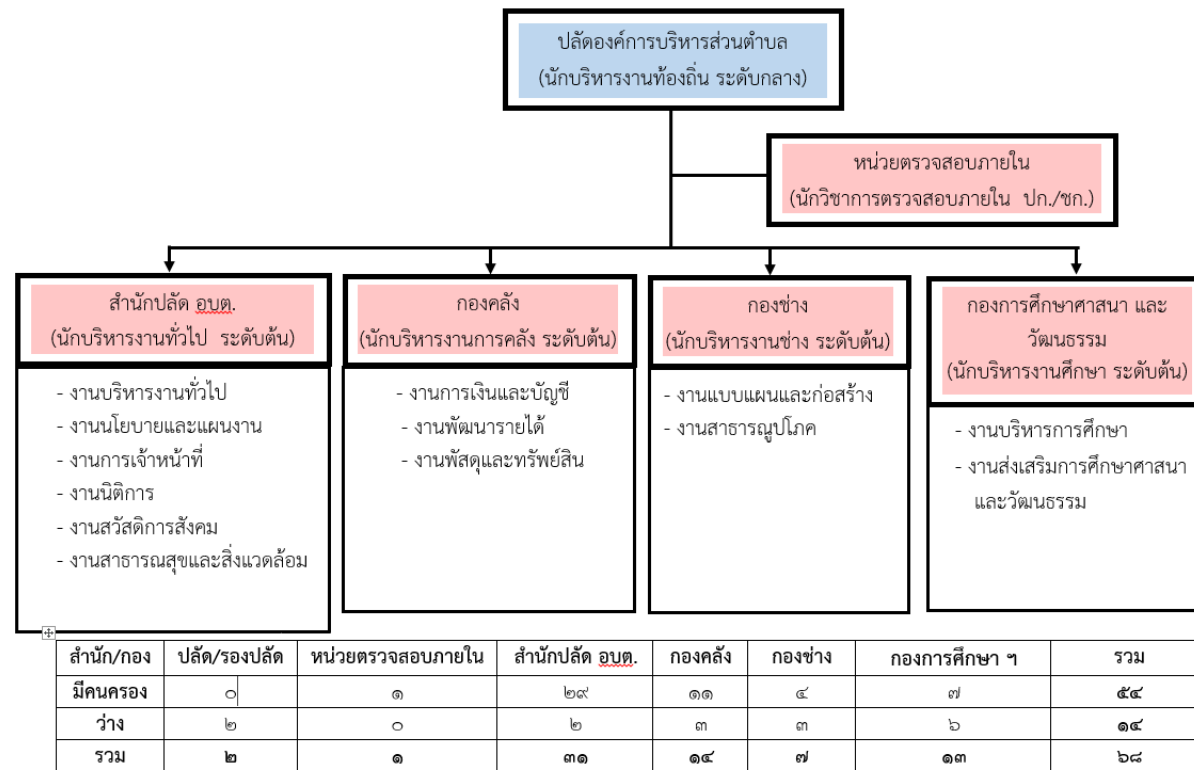 ปลัดองค์การบริหารส่วนตำบล
(นักบริหารงานท้องถิ่น ระดับกลาง)
หน่วยตรวจสอบภายใน
(นักวิชาการตรวจสอบภายใน ปก./ชก.)
สำนักปลัด อบต.
(นักบริหารงานทั่วไป ระดับต้น)
- งานบริหารงานทั่วไป
- งานนโยบายและแผนงาน
- งานการเจ้าหน้าที่
- งานนิติการ
- งานสวัสดิการสังคม
- งานสาธารณสุขและสิ่งแวดล้อม
กองคลัง
(นักบริหารงานการคลัง ระดับต้น)
- งานการเงินและบัญชี
- งานพัฒนารายได้
- งานพัสดุและทรัพย์สิน
กองช่าง
(นักบริหารงานช่าง ระดับต้น)
- งานแบบแผนและก่อสร้าง
- งานสาธารณูปโภค
กองการศึกษาศาสนา และ
วัฒนธรรม
(นักบริหารงานศึกษา ระดับต้น)
- งานบริหารการศึกษา
- งานส่งเสริมการศึกษาศาสนา
และวัฒนธรรม
สำนัก/กอง ปลัด/รองปลัด หน่วยตรวจสอบภายใน สำนักปลัด อบต. กองคลัง กองช่าง กองการศึกษา ฯ รวม
มีคนครอง ๐ ๑ ๒๙ ๑๑ ๔ ๗ ๕๔
ว่าง ๒ ๐ ๒ ๓ ๓ ๖ ๑๔
รวม ๒ ๑ ๓๑ ๑๔ ๗ ๑๓ ๖๘